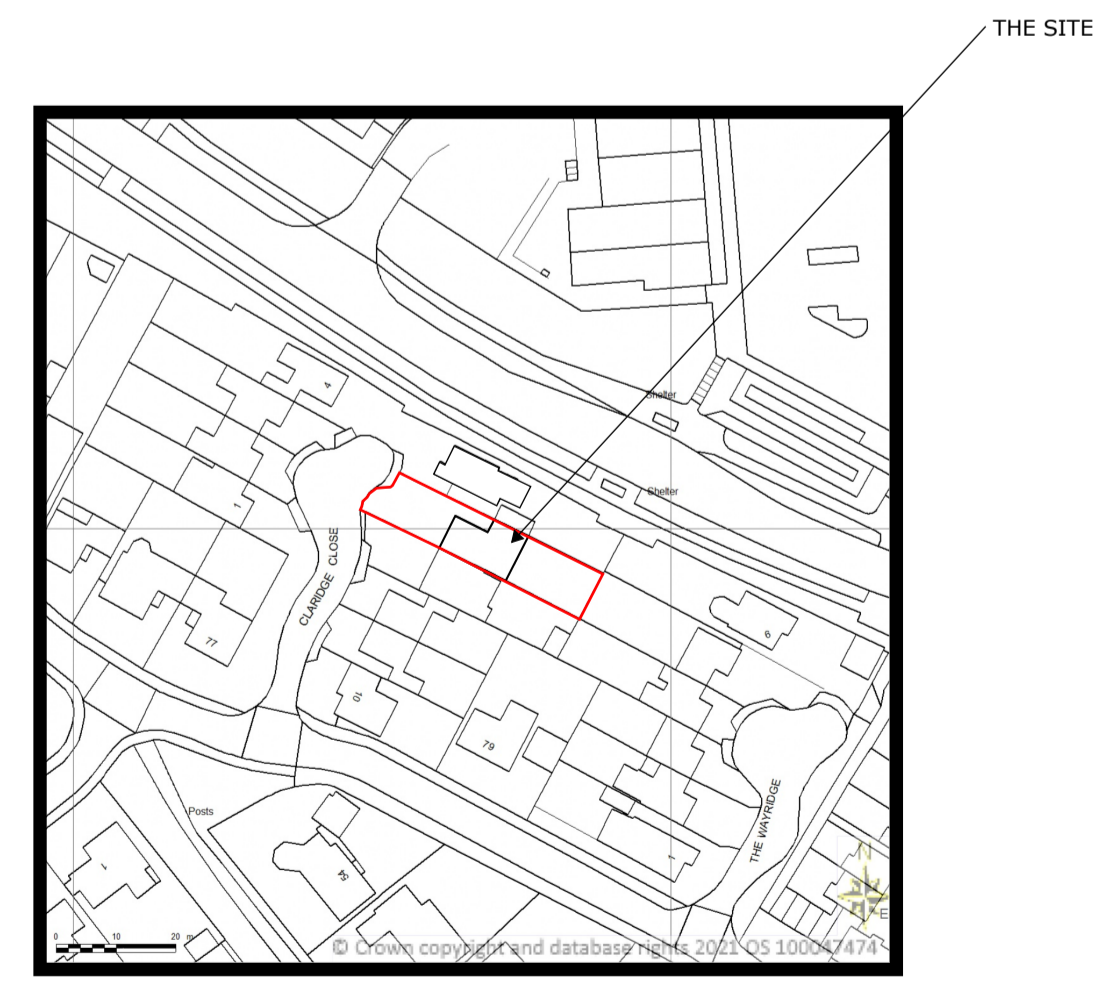 THE SITE
4
Shelter
Shelter
1
CLARIDGE CLOSE
77
6
10
79
THE WAYRIDGE
Posts
1
1
54
N
E
0 10 20 m
© Crown copyright and database rights 2021 OS 100047474